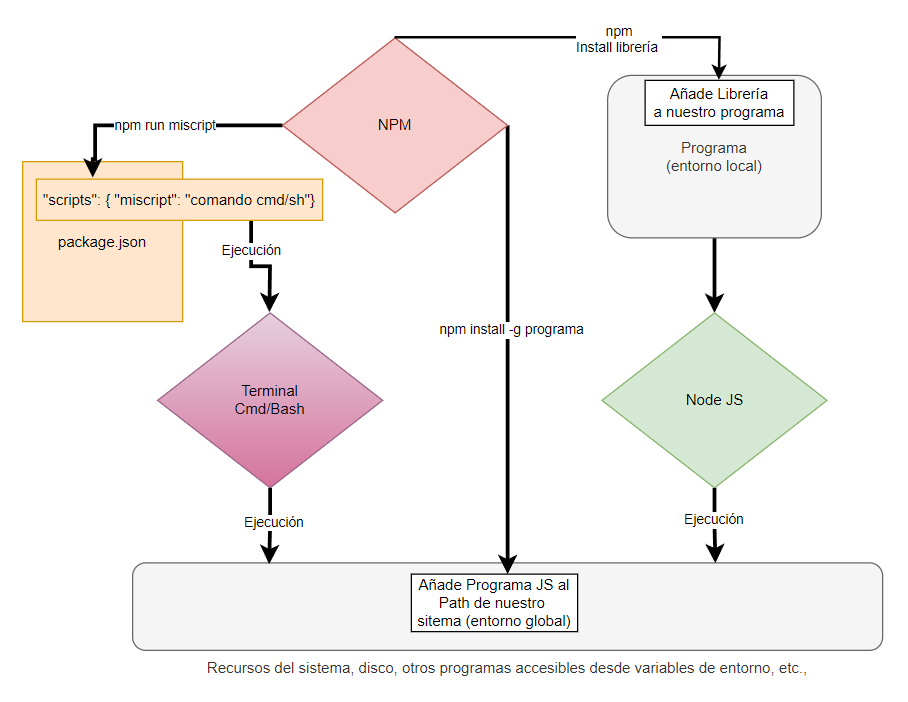 npm
Install librería
Añade Librería
a nuestro programa
NPM
npm run miscript
Programa
(entorno local)
"scripts": { "miscript": "comando cmd/sh"}
package.json
Ejecución
npm install -g programa
Terminal
Cmd/Bash
Node JS
Ejecución
Ejecución
Añade Programa JS al
Path de nuestro
sitema (entorno global)
Recursos del sistema, disco, otros programas accesibles desde variables de entorno, etc.,